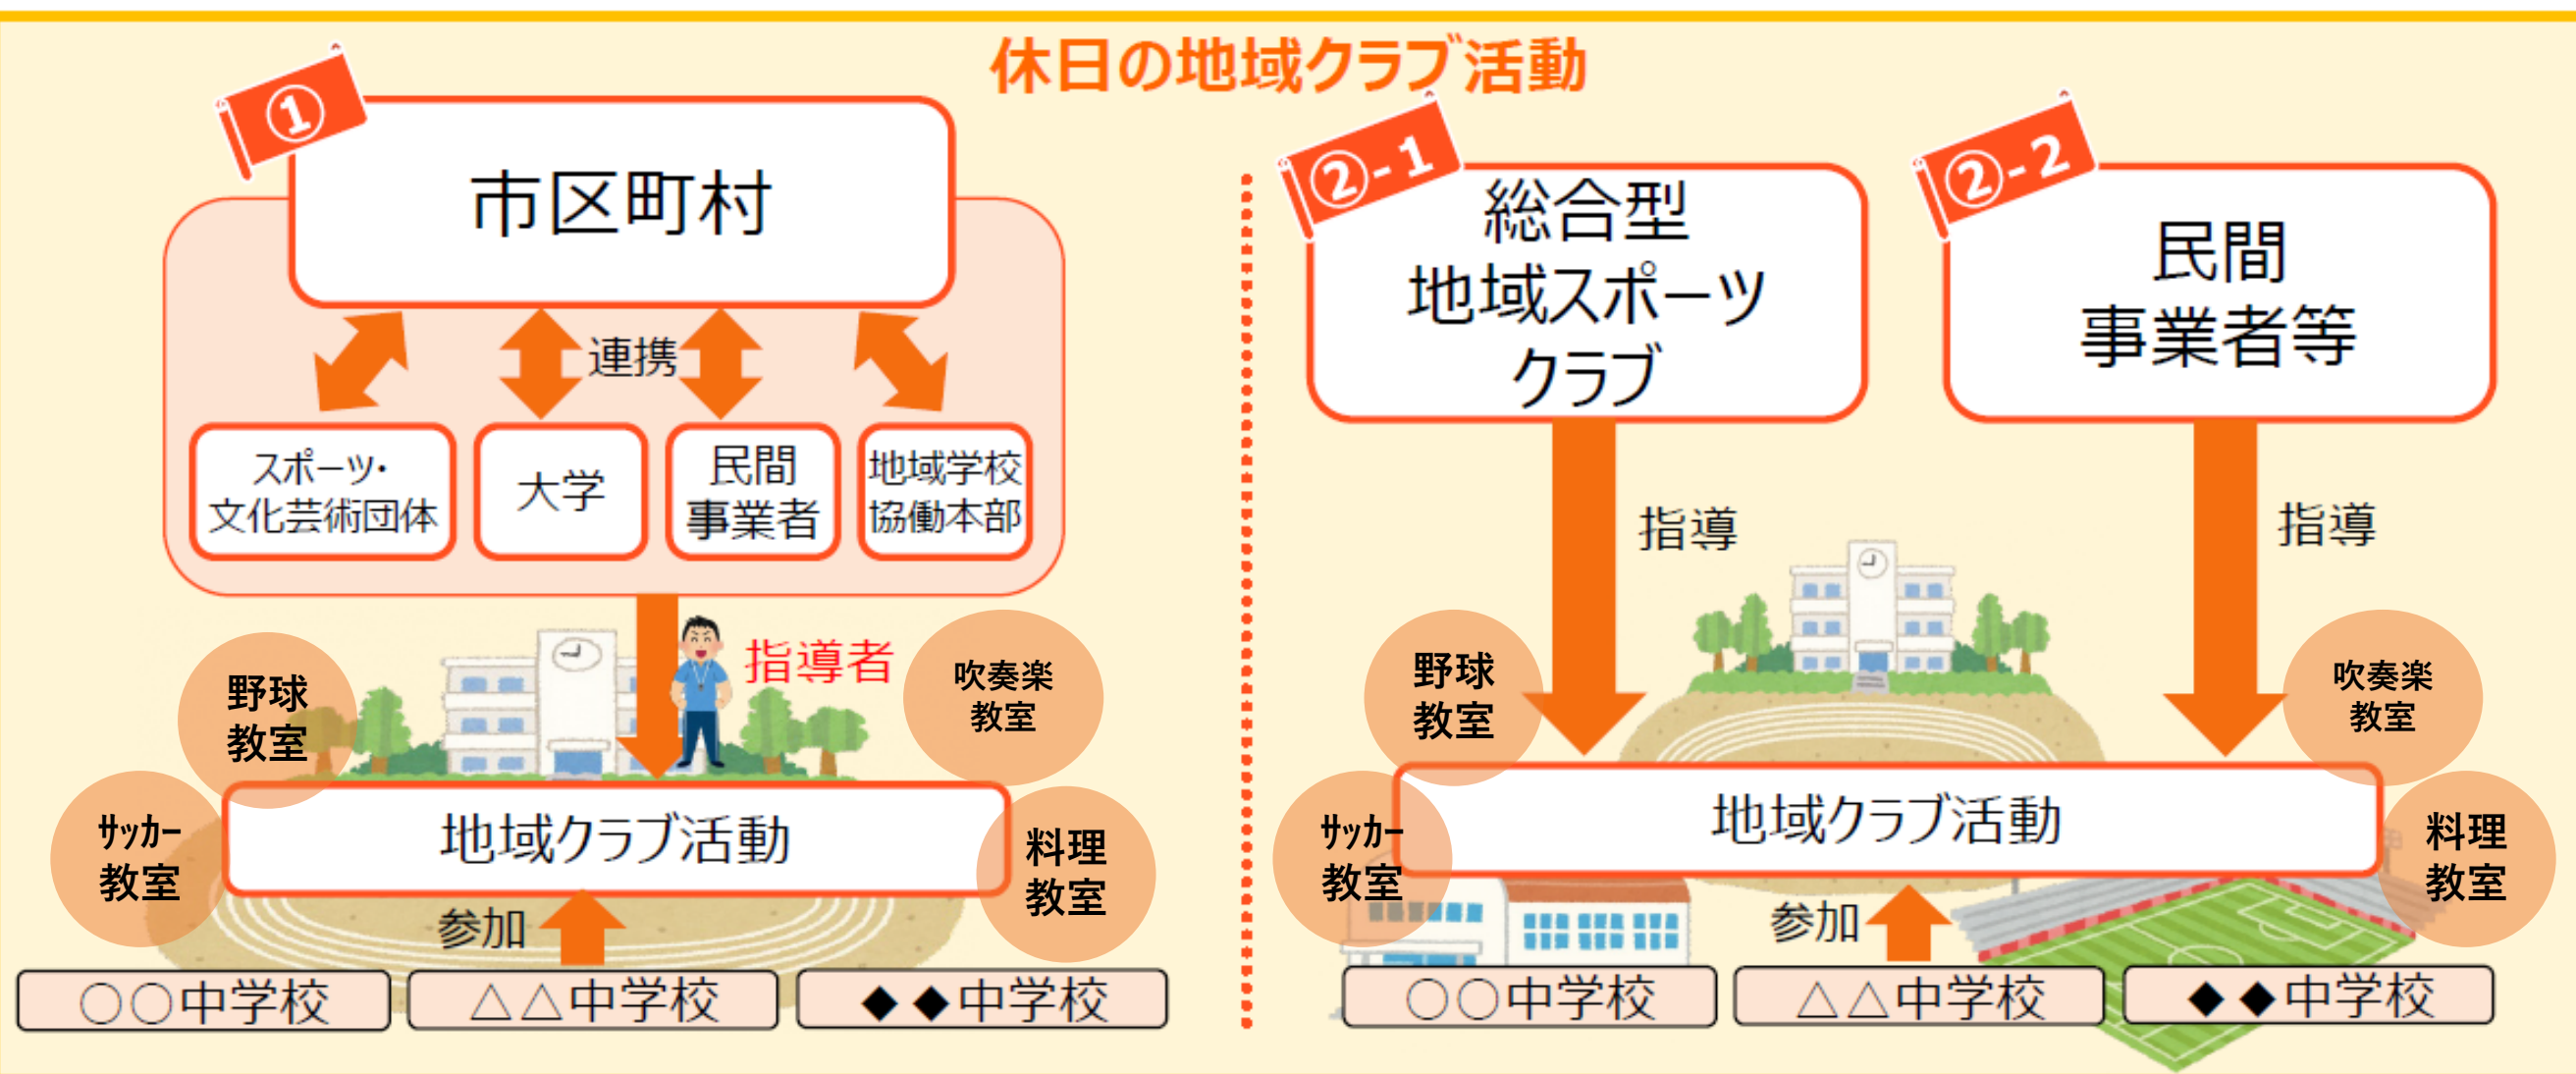 休日の地域クラブ活動
①
市区町村
連携
スポーツ・
文化芸術団体
大学
民間
事業者
地域学校
協働本部
指導者
野球
教室
吹奏楽
教室
サッカー
教室
地域クラブ活動
料理
教室
参加
○○中学校
△△中学校
◆◆中学校
②-1
総合型
地域スポーツ
クラブ
②-2
民間
事業者等
指導
指導
野球
教室
吹奏楽
教室
サッカー
教室
地域クラブ活動
料理
教室
参加
○○中学校
△△中学校
◆◆中学校